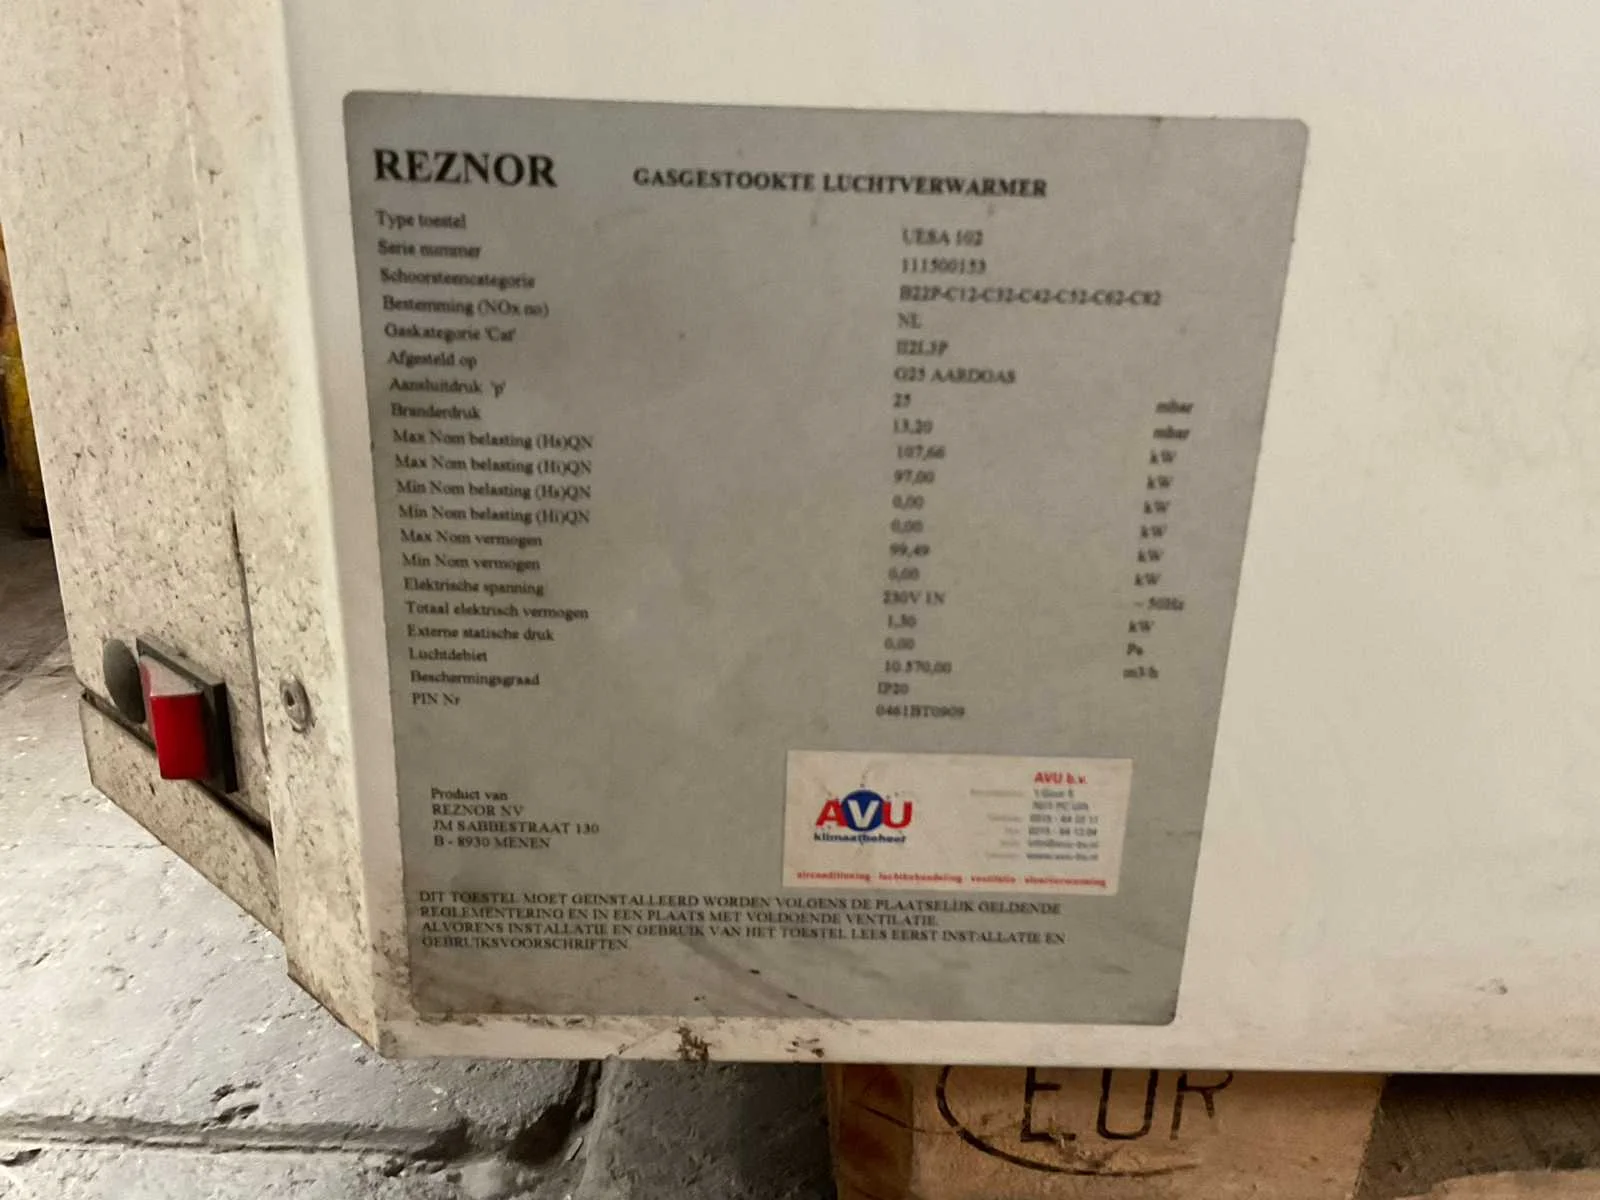 REZNOR GASGESTOOKTE LUCHTVERWARMER
Type toestel UESA 102
Serie nummer 111500153
Schoorsteencategorie B22P-C12-C32-C42-C52-C62-C82
Bestemming (NOx no) NL
Gaskategorie 'Cat' II2L3P
Afgesteld op G25 AARDGAS
Aansluitdruk 'p' 25 mbar
Branderdruk 13,20 mbar
Max Nom belasting (Hs)QN 107,66 kW
Max Nom belasting (Hi)QN 97,00 kW
Min Nom belasting (Hs)QN 0,00 kW
Min Nom belasting (Hi)QN 0,00 kW
Max Nom vermogen 99,49 kW
Min Nom vermogen 0,00 kW
Elektrische spanning 230V 1N ~ 50Hz
Totaal elektrisch vermogen 1,30 kW
Externe statische druk 0,00 Pa
Luchtdebiet 10.570,00 m3/h
Beschermingsgraad IP20
PIN Nr 0461BT0909
Product van
REZNOR NV
JM SABBESTRAAT 130
B - 8930 MENEN
AVU
klimaatbeheer
AVU b.v.
airconditioning luchtbehandeling ventilatie vloerverwarming
DIT TOESTEL MOET GEINSTALLEERD WORDEN VOLGENS DE PLAATSELIJK GELDENDE
REGLEMENTERING EN IN EEN PLAATS MET VOLDOENDE VENTILATIE.
ALVORENS INSTALLATIE EN GEBRUIK VAN HET TOESTEL LEES EERST INSTALLATIE EN
GEBRUIKSVOORSCHRIFTEN.
EUR